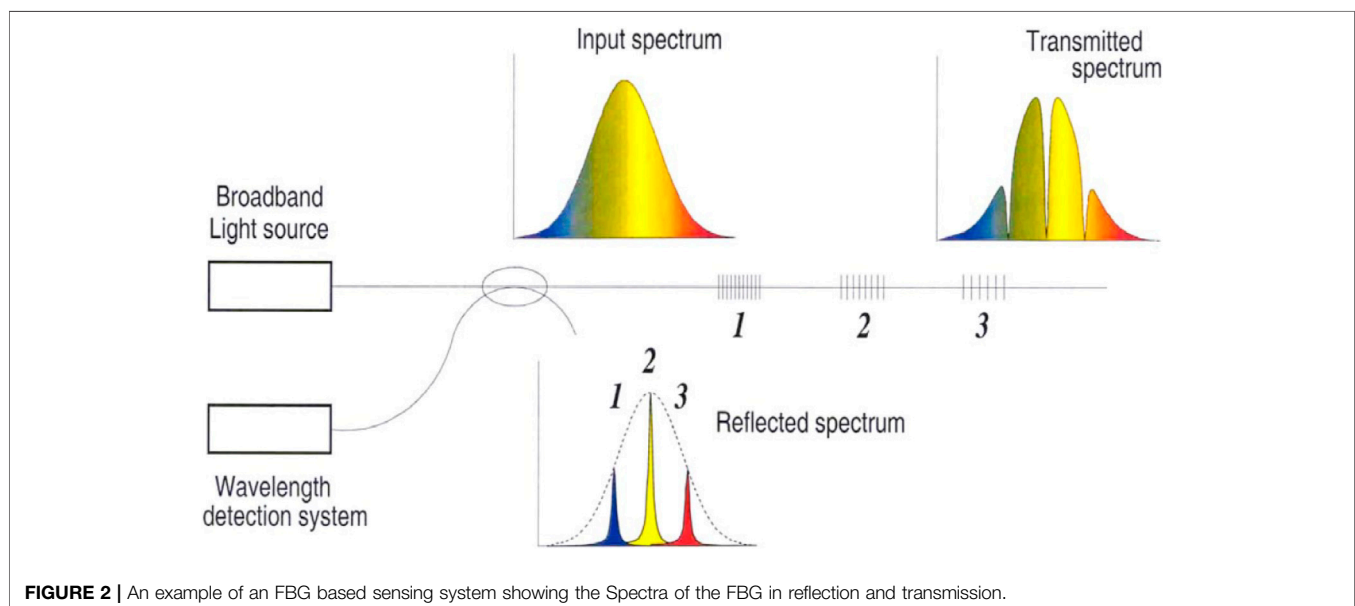 Input spectrum
Transmitted
spectrum
Broadband
Light source
1
2
3
2
1
3
Reflected spectrum
Wavelength
detection system
FIGURE 2 | An example of an FBG based sensing system showing the Spectra of the FBG in reflection and transmission.